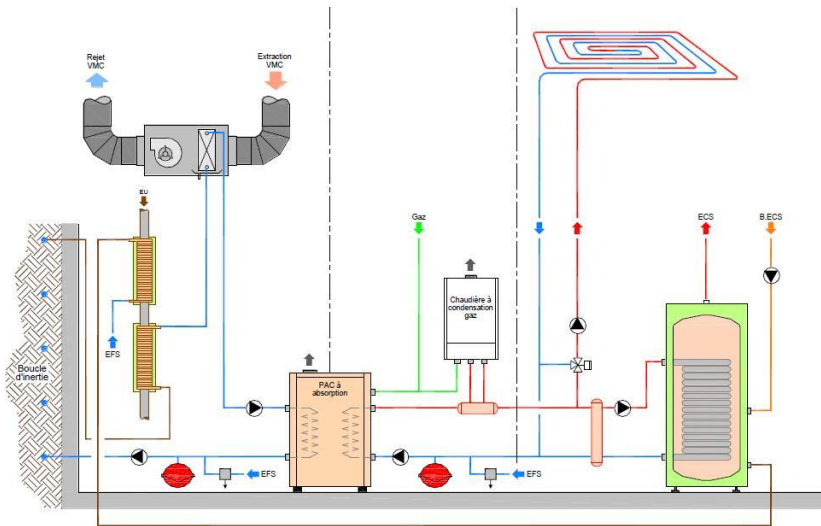 Rejet
VMC
Extraction
VMC
EU
Gaz
ECS
B.ECS
Chaudière à
condensation
gaz
EFS
Boucle
d'inertie
PAC à
absorption
EFS
EFS